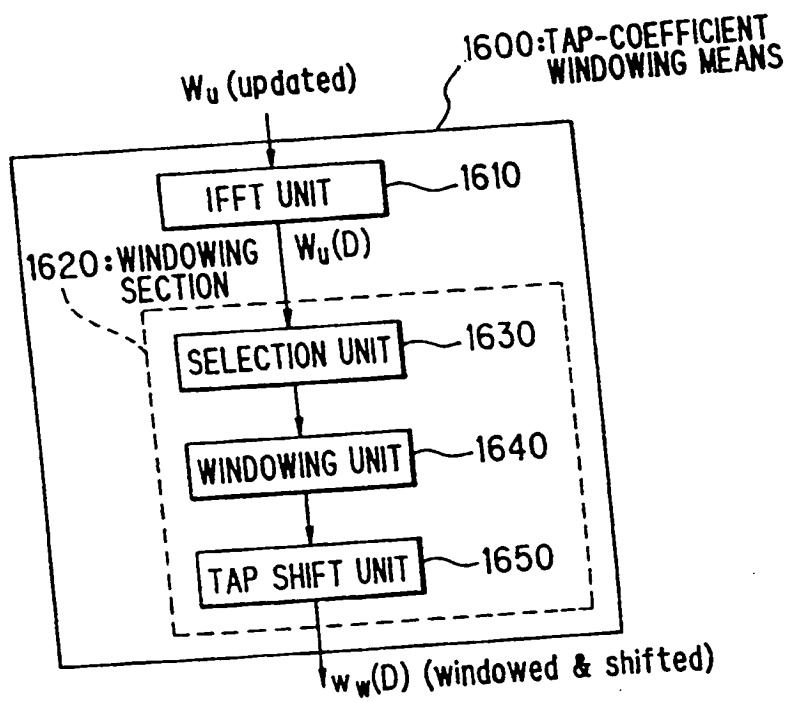 1600:TAP-COEFFICIENT
WINDOWING MEANS
Wu (updated)
IFFT UNIT
1610
1620:WINDOWING
SECTION
Wu(D)
SELECTION UNIT
1630
WINDOWING UNIT
1640
TAP SHIFT UNIT
1650
ww(D) (windowed & shifted)